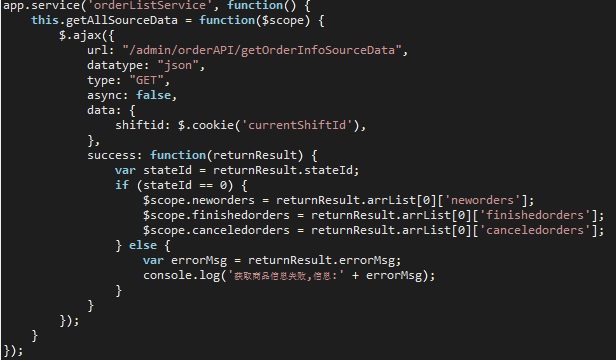 app.service('orderListService', function() {
    this.getAllSourceData = function($scope) {
        $.ajax({
            url: "/admin/orderAPI/getOrderInfoSourceData",
            datatype: "json",
            type: "GET",
            async: false,
            data: {
                shiftid: $.cookie('currentShiftId'),
            },
            success: function(returnResult) {
                var stateId = returnResult.stateId;
                if (stateId == 0) {
                    $scope.neworders = returnResult.arrList[0]['neworders'];
                    $scope.finishedorders = returnResult.arrList[0]['finishedorders'];
                    $scope.canceledorders = returnResult.arrList[0]['canceledorders'];
                } else {
                    var errorMsg = returnResult.errorMsg;
                    console.log('获取商品信息失败,信息:' + errorMsg);
                }
            }
        });
    }
});